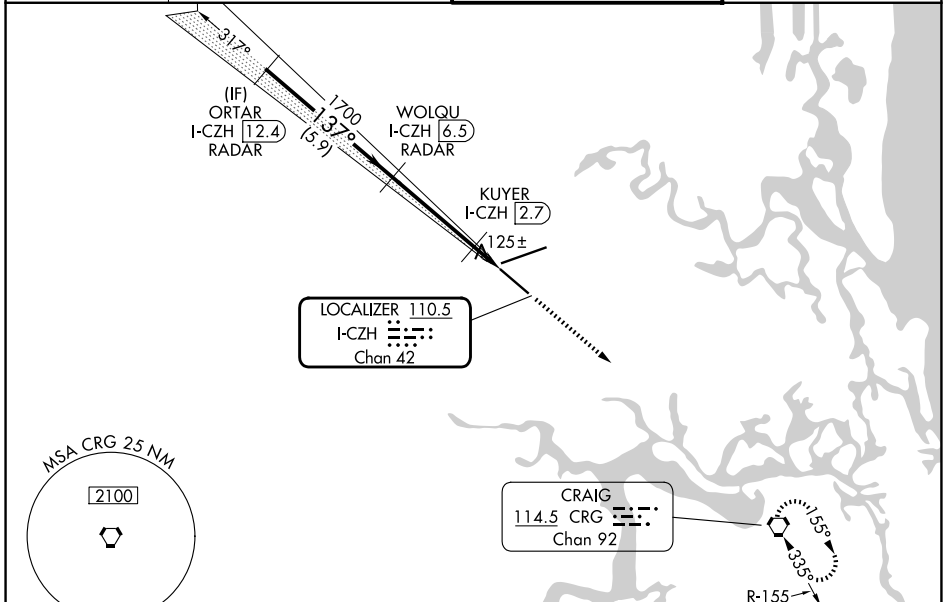 317°
(IF)
ORTAR
I-CZH 12.4
RADAR
1700
137°
(5.9)
WOLQU
I-CZH 6.5
RADAR
KUYER
I-CZH 2.7
125±
LOCALIZER 110.5
I-CZH
Chan 42
MSA CRG 25 NM
2100
CRAIG
114.5 CRG
Chan 92
155°
335°
R-155